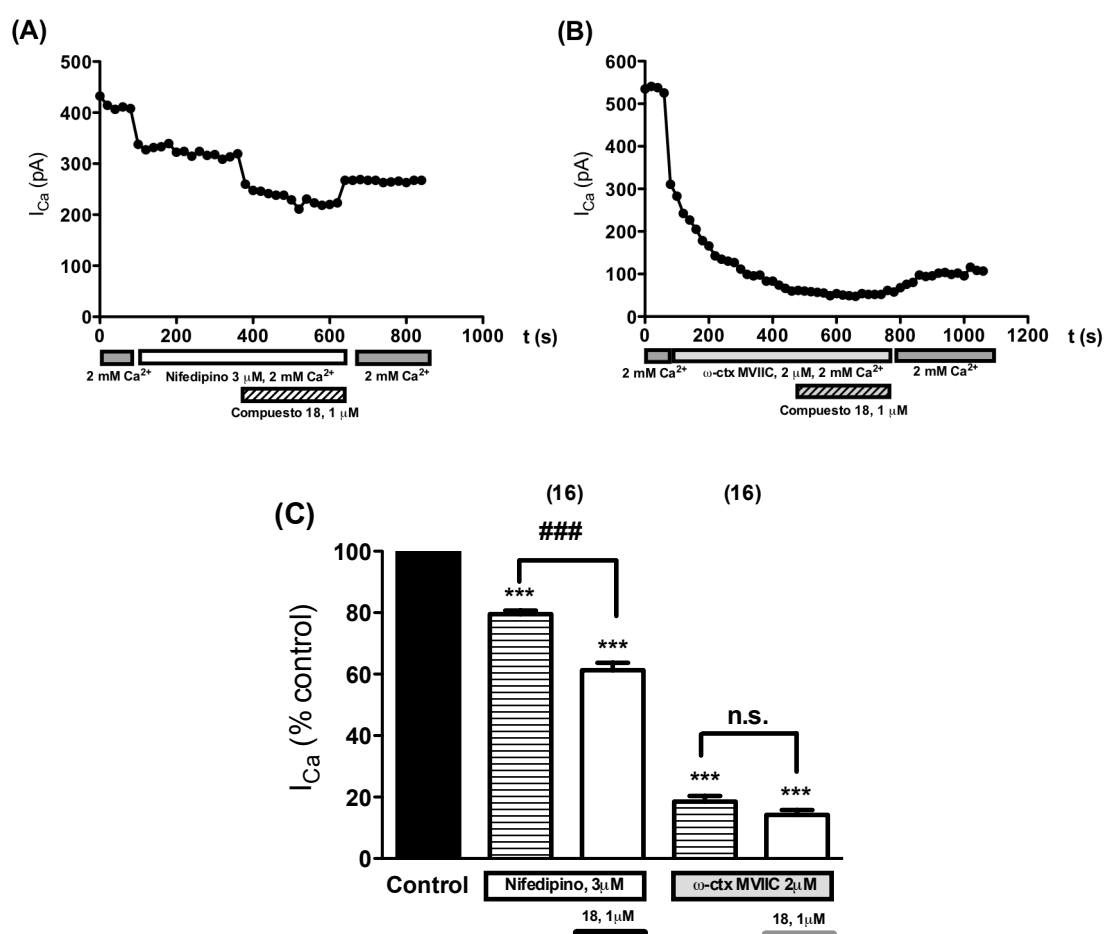 (A)
500
400
300
200
100
0
I_Ca (pA)
0 200 400 600 800 1000
t (s)
2 mM Ca²⁺
Nifedipino 3 μM, 2 mM Ca²⁺
2 mM Ca²⁺
Compuesto 18, 1 μM
(B)
600
500
400
300
200
100
0
I_Ca (pA)
0 200 400 600 800 1000 1200
t (s)
2 mM Ca²⁺
ω-ctx MVIIC, 2 μM, 2 mM Ca²⁺
2 mM Ca²⁺
Compuesto 18, 1 μM
(C)
(16) (16)
###
100
80
60
40
20
0
I_Ca (% control)
***
***
n.s.
***
***
Control
Nifedipino, 3μM
ω-ctx MVIIC 2μM
18, 1μM
18, 1μM